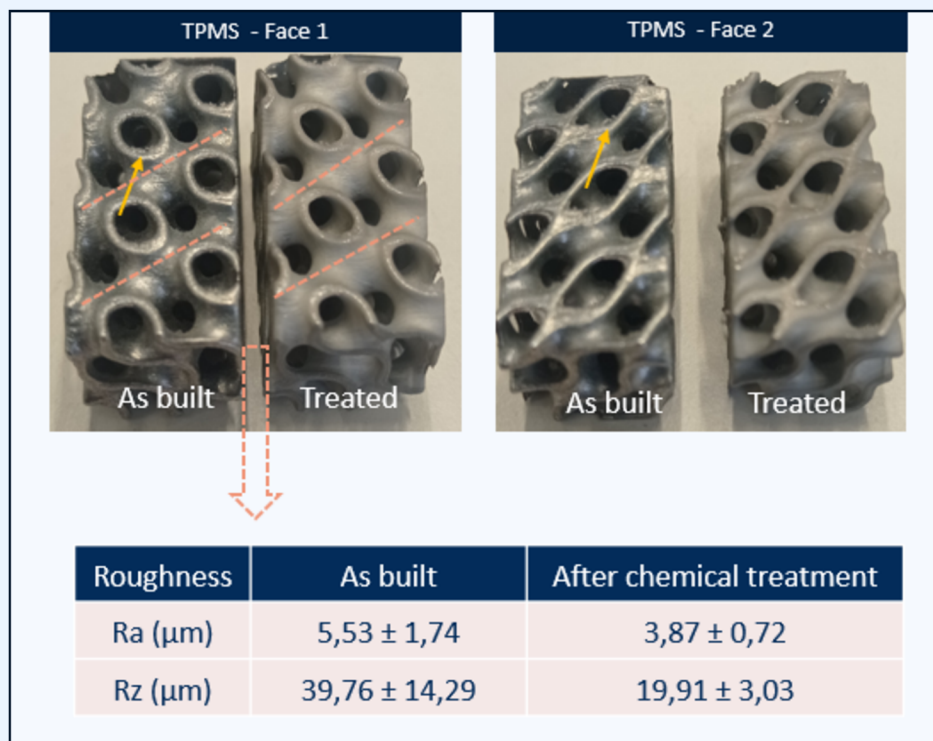 TPMS - Face 1
TPMS - Face 2
As built Treated
As built Treated
Roughness As built After chemical treatment
Ra (µm) 5,53 ± 1,74 3,87 ± 0,72
Rz (µm) 39,76 ± 14,29 19,91 ± 3,03